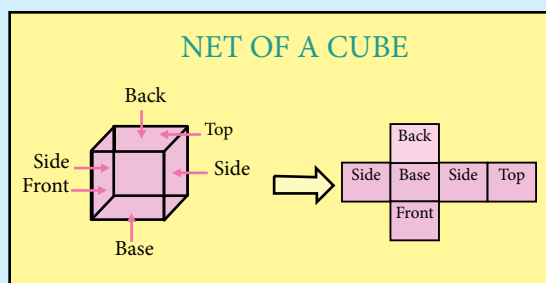 NET OF A CUBE
Back
Top
Side
Front
Side
Base
Back
Side Base Side Top
Front